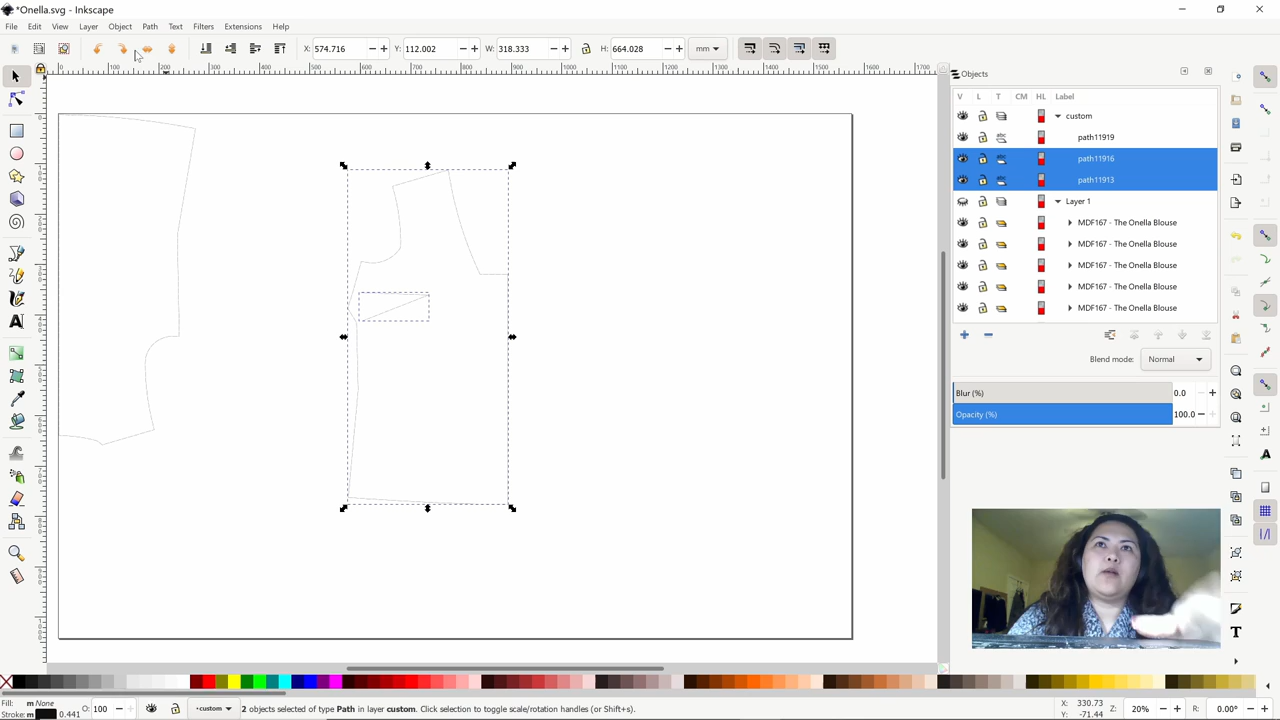 *Onella.svg - Inkscape
File Edit View Layer Object Path Text Filters Extensions Help
X: 574.716 Y: 112.002 W: 318.333 H: 664.028 mm
Objects
V L T CM HL Label
custom
path11919
path11916
path11913
Layer 1
MDF167 - The Onella Blouse
MDF167 - The Onella Blouse
MDF167 - The Onella Blouse
MDF167 - The Onella Blouse
MDF167 - The Onella Blouse
Blend mode: Normal
Blur (%) 0.0
Opacity (%) 100.0
Fill: m None
Stroke: m 0.441
O: 100
•custom
2 objects selected of type Path in layer custom. Click selection to toggle scale/rotation handles (or Shift+s).
X: 330.73
Y: -71.44
Z: 20%
R: 0.00°